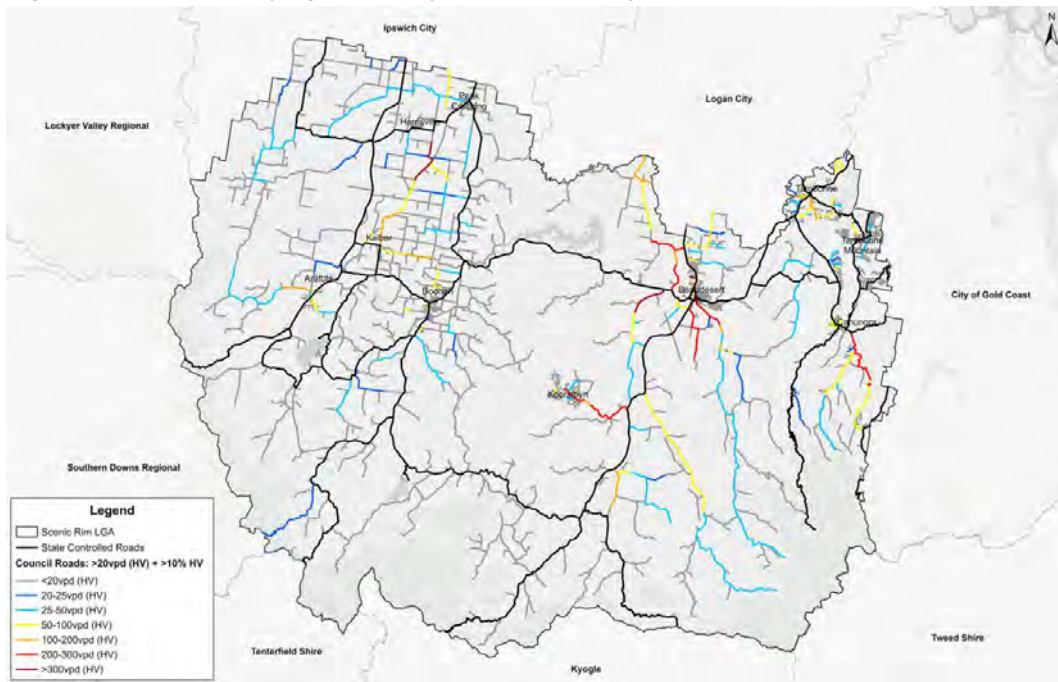 Ipswich City
N
Peak Crossing
Logan City
Lockyer Valley Regional
Harrisville
Tamborine
Kalbar
Tamborine Mountain
Aratula
Boonah
Beaudesert
City of Gold Coast
Canungra
Kooralbyn
Southern Downs Regional
Legend
Scenic Rim LGA
State Controlled Roads
Council Roads: >20vpd (HV) + >10% HV
<20vpd (HV)
20-25vpd (HV)
25-50vpd (HV)
50-100vpd (HV)
100-200vpd (HV)
200-300vpd (HV)
>300vpd (HV)
Tenterfield Shire
Kyogle
Tweed Shire